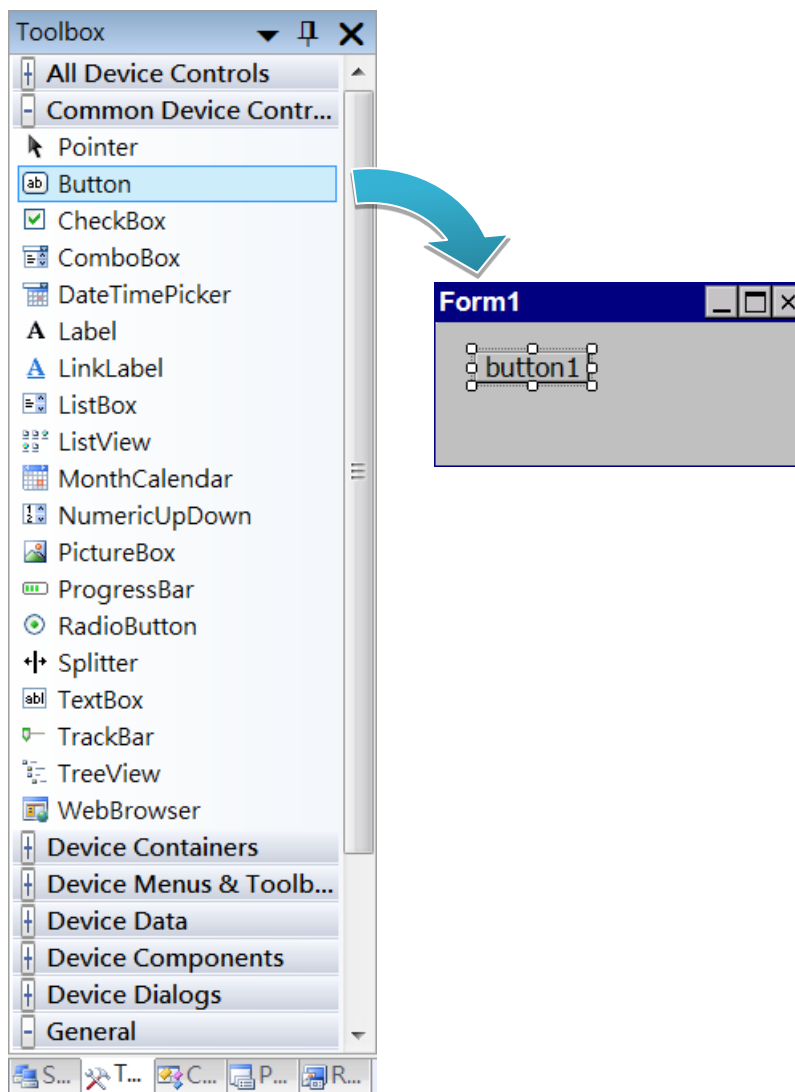 Toolbox
All Device Controls
Common Device Contr...
Pointer
Button
CheckBox
ComboBox
DateTimePicker
A Label
A LinkLabel
ListBox
ListView
MonthCalendar
NumericUpDown
PictureBox
ProgressBar
RadioButton
Splitter
abl TextBox
TrackBar
TreeView
WebBrowser
Device Containers
Device Menus & Toolb...
Device Data
Device Components
Device Dialogs
General
S... T... C... P... R...
Form1
button1